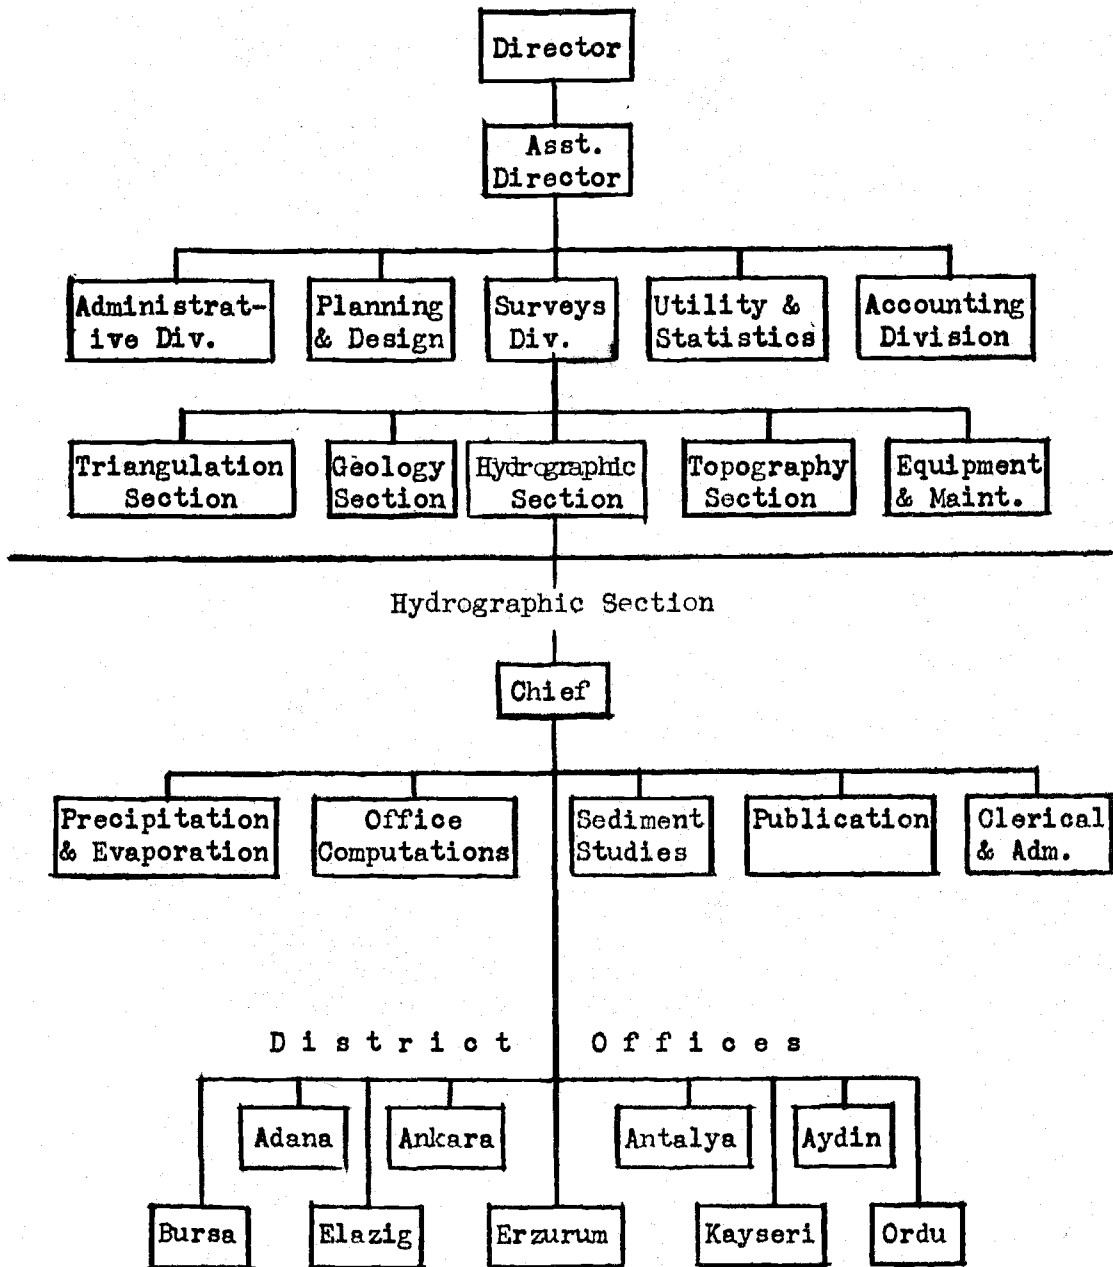 Director
Asst.
Director
Administrat-
ive Div.
Planning
& Design
Surveys
Div.
Utility &
Statistics
Accounting
Division
Triangulation
Section
Geology
Section
Hydrographic
Section
Topography
Section
Equipment
& Maint.
Hydrographic Section
Chief
Precipitation
& Evaporation
Office
Computations
Sediment
Studies
Publication
Clerical
& Adm.
District Offices
Adana
Ankara
Antalya
Aydin
Bursa
Elazig
Erzurum
Kayseri
Ordu